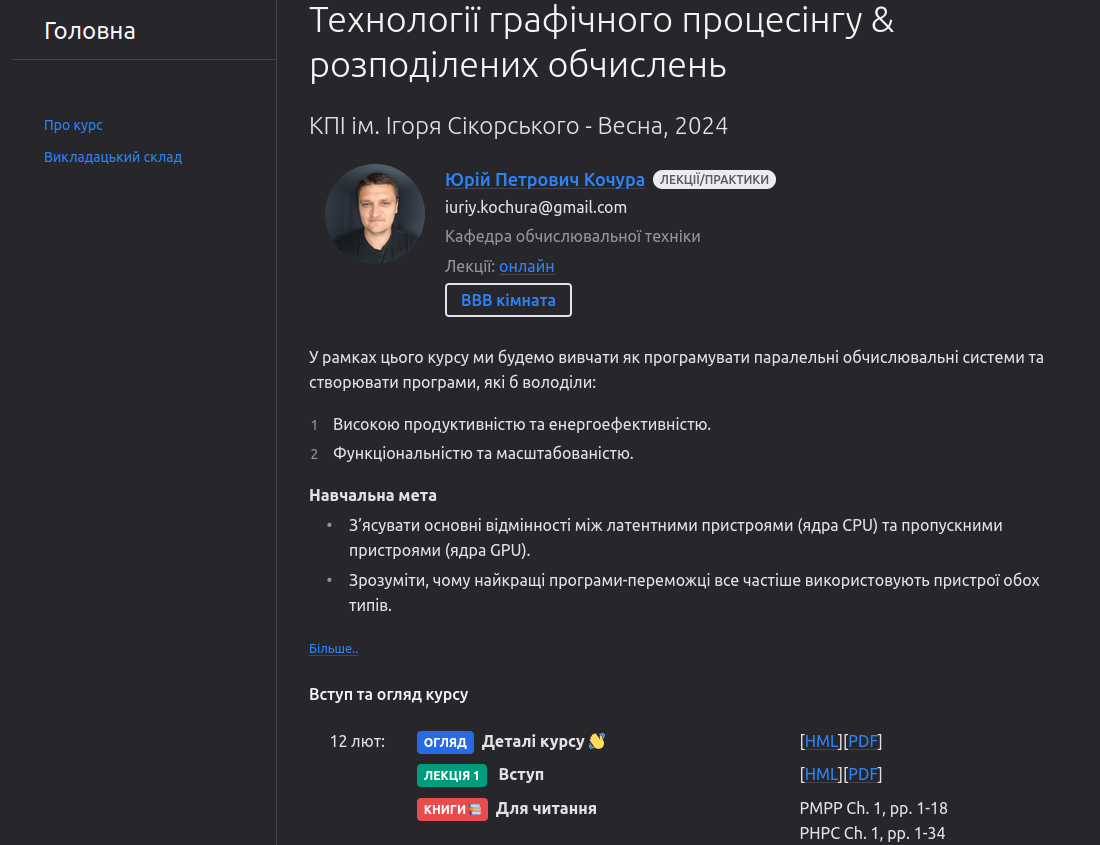 Головна
Про курс
Викладацький склад
Технології графічного процесінгу &
розподілених обчислень
КПІ ім. Ігоря Сікорського - Весна, 2024
Юрій Петрович Кочура ЛЕКЦІЇ/ПРАКТИКИ
iuriy.kochura@gmail.com
Кафедра обчислювальної техніки
Лекції: онлайн
BBB кімната
У рамках цього курсу ми будемо вивчати як програмувати паралельні обчислювальні системи та
створювати програми, які б володіли:
1 Високою продуктивністю та енергоефективністю.
2 Функціональністю та масштабованістю.
Навчальна мета
• З’ясувати основні відмінності між латентними пристроями (ядра CPU) та пропускними
пристроями (ядра GPU).
• Зрозуміти, чому найкращі програми-переможці все частіше використовують пристрої обох
типів.
Більше..
Вступ та огляд курсу
12 лют: ОГЛЯД Деталі курсу 👋 [HML][PDF]
ЛЕКЦІЯ 1 Вступ [HML][PDF]
КНИГИ 📚 Для читання PMPP Ch. 1, pp. 1-18
PHPC Ch. 1, pp. 1-34